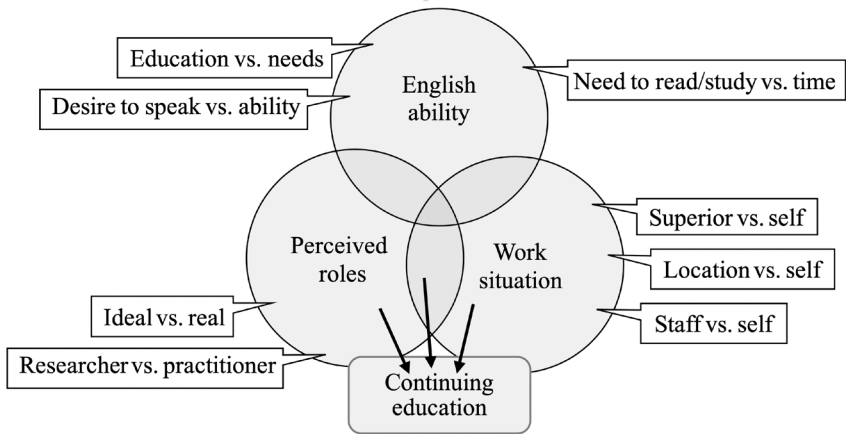 Education vs. needs
Desire to speak vs. ability
English
ability
Need to read/study vs. time
Perceived
roles
Work
situation
Superior vs. self
Location vs. self
Staff vs. self
Ideal vs. real
Researcher vs. practitioner
Continuing
education